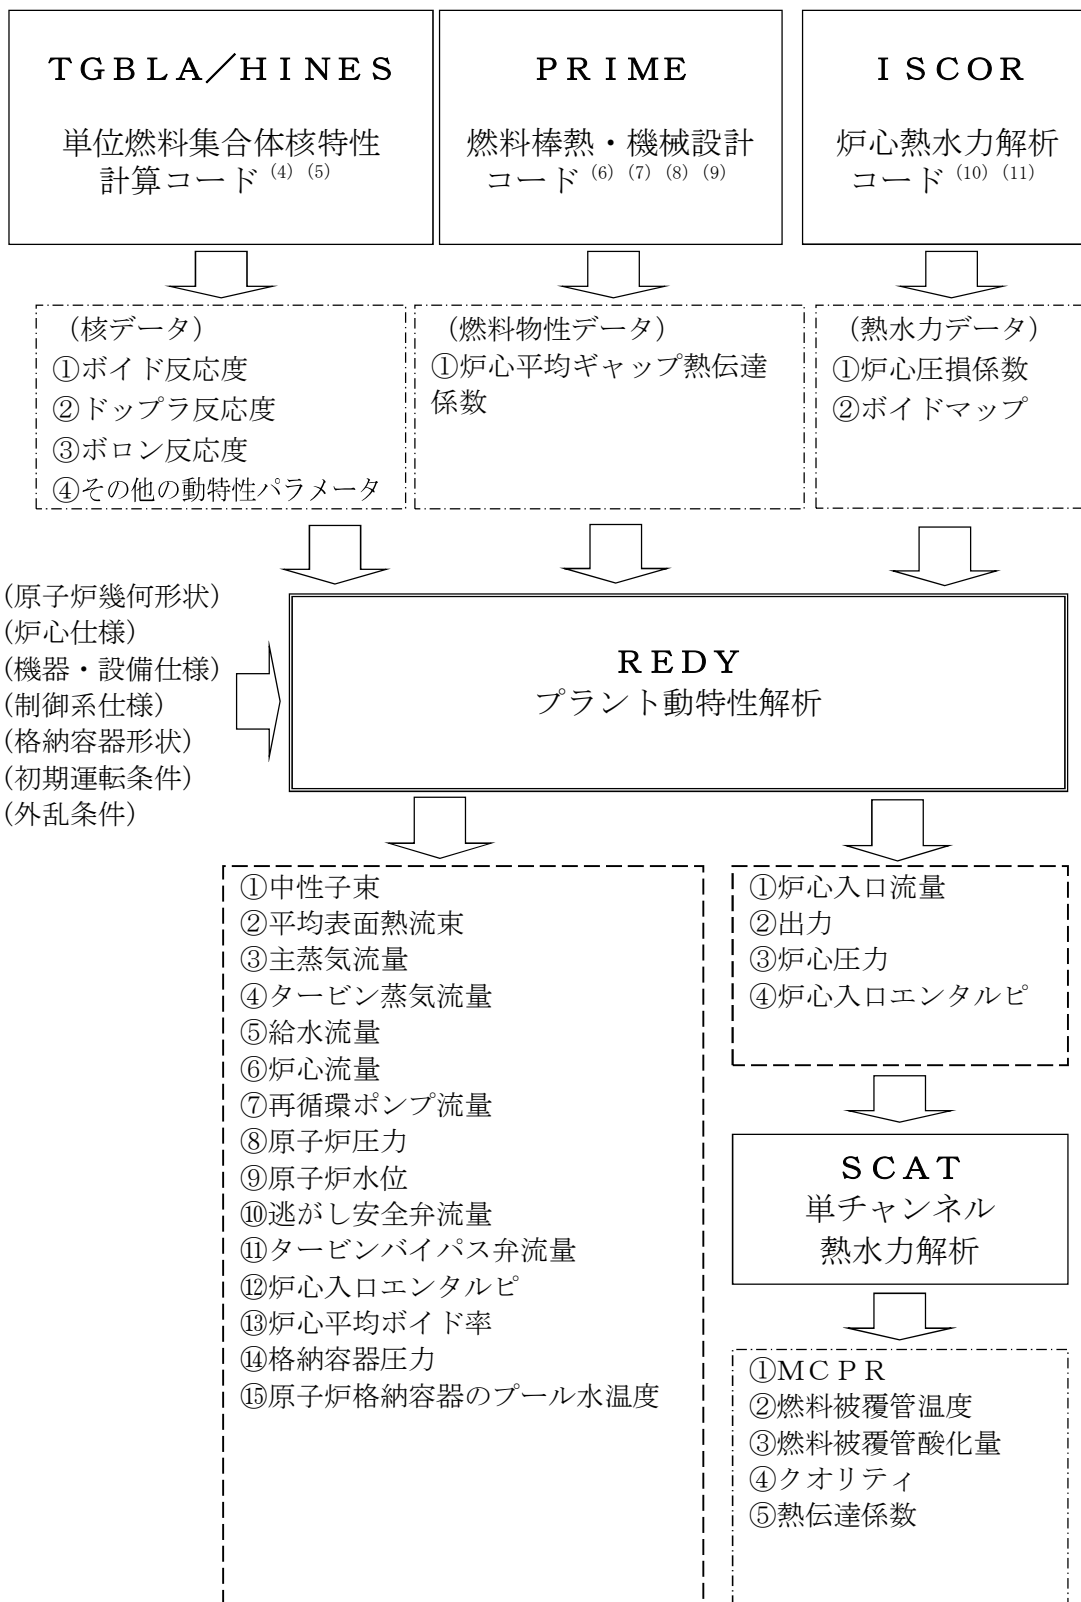 ＴＧＢＬＡ／ＨＩＮＥＳ
単位燃料集合体核特性
計算コード(4) (5)
ＰＲＩＭＥ
燃料棒熱・機械設計
コード(6) (7) (8) (9)
ＩＳＣＯＲ
炉心熱水力解析
コード(10) (11)
(核データ)
①ボイド反応度
②ドップラ反応度
③ボロン反応度
④その他の動特性パラメータ
(燃料物性データ)
①炉心平均ギャップ熱伝達
係数
(熱水力データ)
①炉心圧損係数
②ボイドマップ
(原子炉幾何形状)
(炉心仕様)
(機器・設備仕様)
(制御系仕様)
(格納容器形状)
(初期運転条件)
(外乱条件)
ＲＥＤＹ
プラント動特性解析
①中性子束
②平均表面熱流束
③主蒸気流量
④タービン蒸気流量
⑤給水流量
⑥炉心流量
⑦再循環ポンプ流量
⑧原子炉圧力
⑨原子炉水位
⑩逃がし安全弁流量
⑪タービンバイパス弁流量
⑫炉心入口エンタルピ
⑬炉心平均ボイド率
⑭格納容器圧力
⑮原子炉格納容器のプール水温度
①炉心入口流量
②出力
③炉心圧力
④炉心入口エンタルピ
ＳＣＡＴ
単チャンネル
熱水力解析
①ＭＣＰＲ
②燃料被覆管温度
③燃料被覆管酸化量
④クオリティ
⑤熱伝達係数